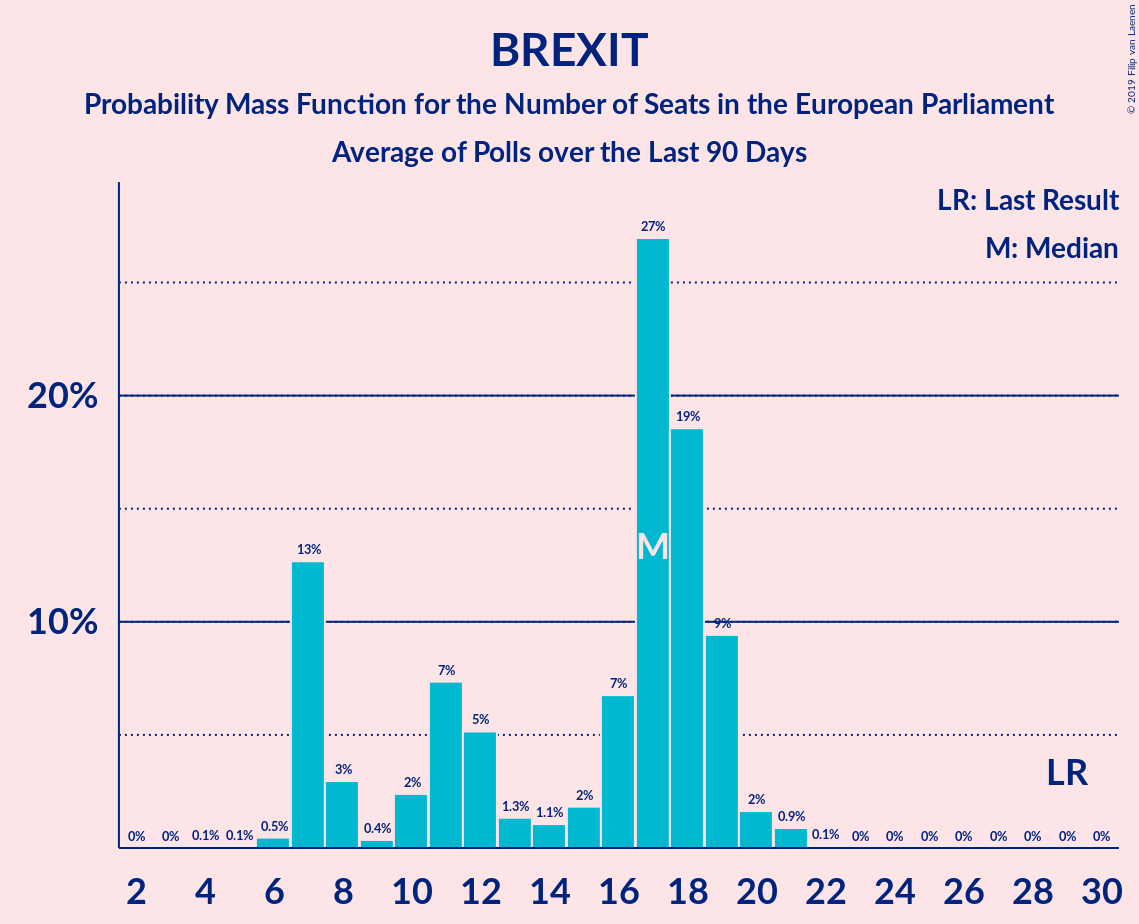 BREXIT
Probability Mass Function for the Number of Seats in the European Parliament
Average of Polls over the Last 90 Days
© 2019 Filip van Laenen
LR: Last Result
M: Median
20%
10%
0% 0% 0.1% 0.1% 0.5% 13% 3% 0.4% 2% 7% 5% 1.3% 1.1% 2% 7% 27% 19% 9% 2% 0.9% 0.1% 0% 0% 0% 0% 0% 0% 0% 0%
M
LR
2 4 6 8 10 12 14 16 18 20 22 24 26 28 30